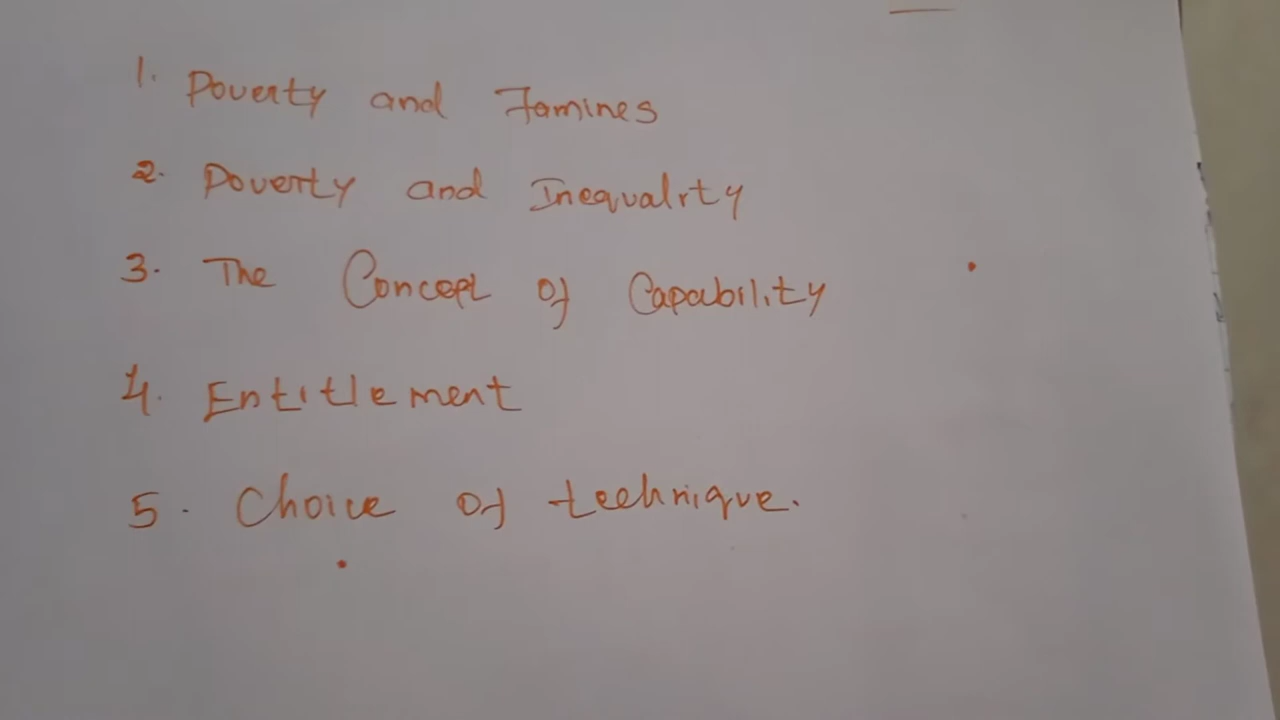 1. Poverty and Famines
2. Poverty and Inequality
3. The Concept of Capability
4. Entitlement
5. Choice of technique.